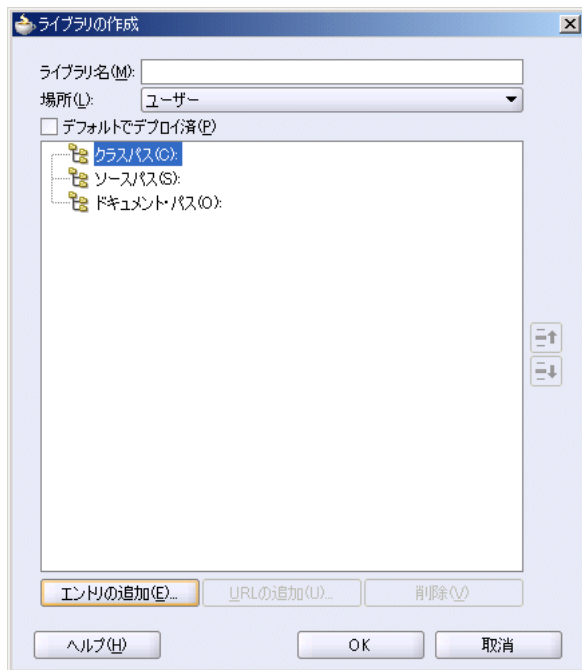 ライブラリの作成
ライブラリ名(M):
場所(L): ユーザー
デフォルトでデプロイ済(P)
クラスパス(C):
ソースパス(S):
ドキュメント・パス(O):
エントリの追加(E)... URLの追加(U)... 削除(V)
ヘルプ(H) OK 取消